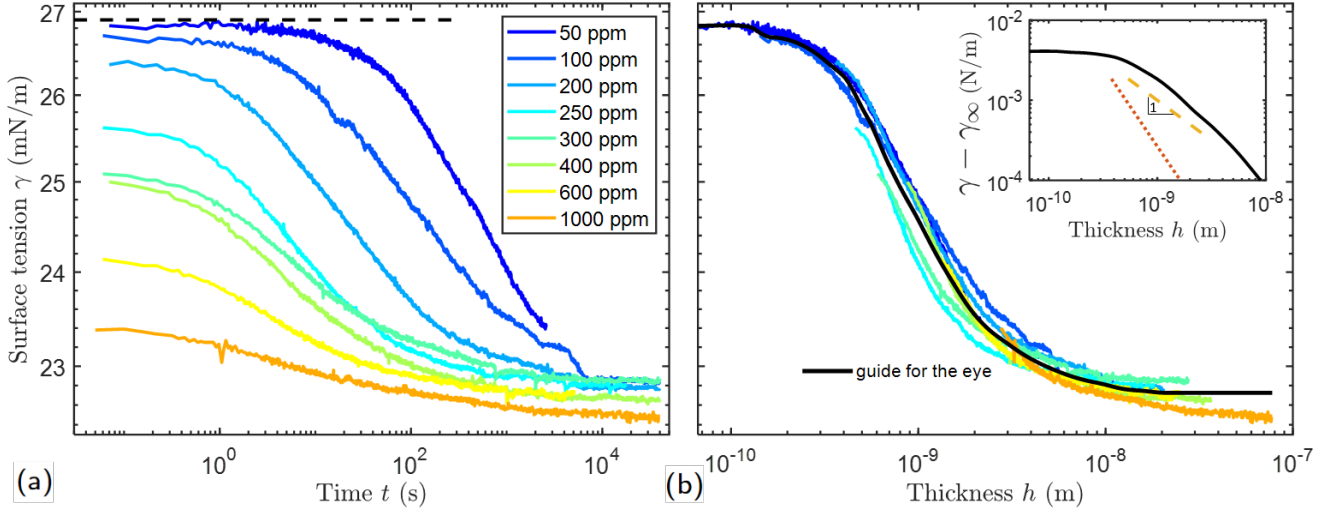 27
26
25
24
23
Surface tension γ (mN/m)
50 ppm
100 ppm
200 ppm
250 ppm
300 ppm
400 ppm
600 ppm
1000 ppm
10^0
10^2
10^4
Time t (s)
(a)
10^-2
10^-3
10^-4
γ − γ∞ (N/m)
1
10^-10
10^-9
10^-8
Thickness h (m)
guide for the eye
10^-10
10^-9
10^-8
10^-7
Thickness h (m)
(b)